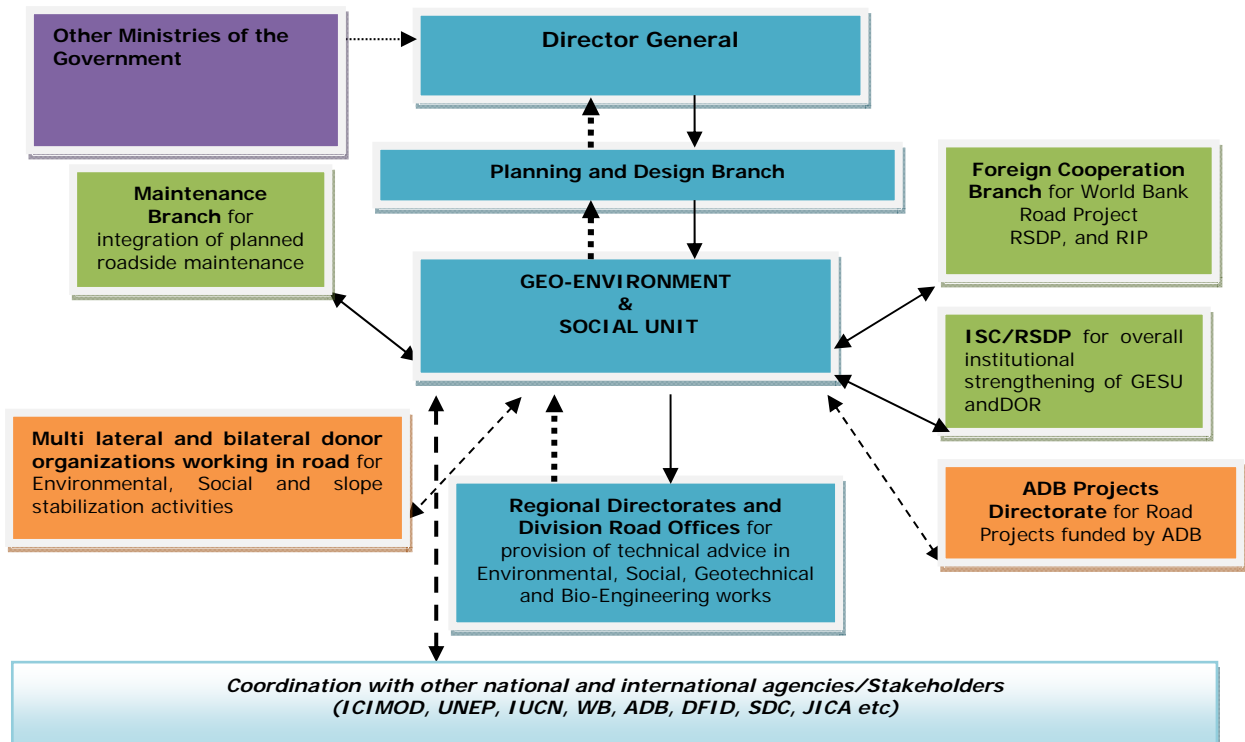 Other Ministries of the
Government
Director General
Planning and Design Branch
Maintenance
Branch for
integration of planned
roadside maintenance
Foreign Cooperation
Branch for World Bank
Road Project
RSDP, and RIP
GEO-ENVIRONMENT
&
SOCIAL UNIT
ISC/RSDP for overall
institutional
strengthening of GESU
andDOR
Multi lateral and bilateral donor
organizations working in road for
Environmental, Social and slope
stabilization activities
Regional Directorates and
Division Road Offices for
provision of technical advice in
Environmental, Social, Geotechnical
and Bio-Engineering works
ADB Projects
Directorate for Road
Projects funded by ADB
Coordination with other national and international agencies/Stakeholders
(ICIMOD, UNEP, IUCN, WB, ADB, DFID, SDC, JICA etc)